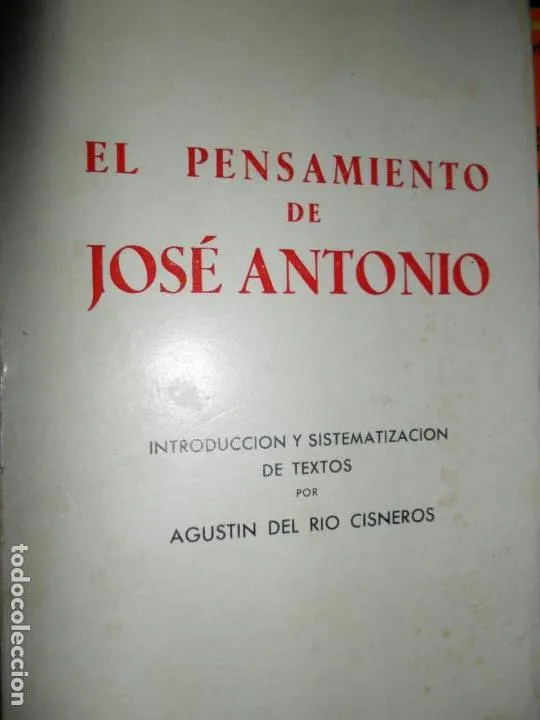 EL PENSAMIENTO
DE
JOSÉ ANTONIO
INTRODUCCION Y SISTEMATIZACION
DE TEXTOS
POR
AGUSTIN DEL RIO CISNEROS
todocoleccion